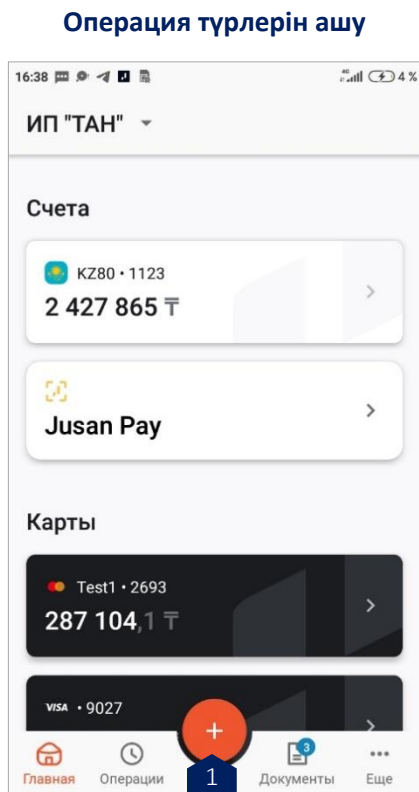 Операция түрлерін ашу
16:38 4G 4 %
ИП "ТАН"
Счета
KZ80 • 1123
2 427 865 ₸
Jusan Pay
Карты
Test1 • 2693
287 104,1 ₸
VISA • 9027
+
3
1
Главная Операции Документы Еще